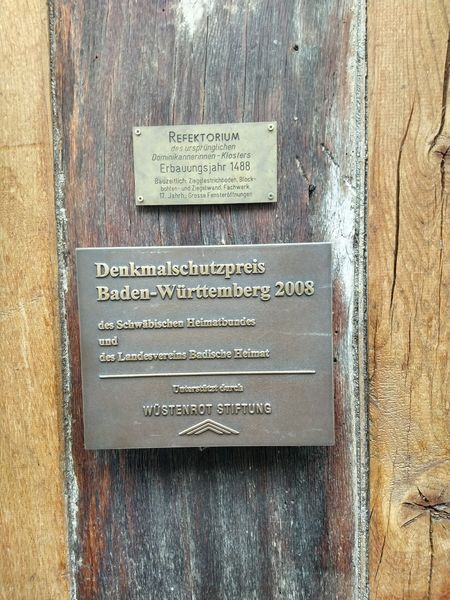 REFEKTORIUM
des ursprünglichen
Dominikannerinnen-Klosters
Erbauungsjahr 1488
Bauzeitlich: Ziegelestrichboden, Block-
bohlen- und Ziegelwand, Fachwerk.
17. Jahrh.: Grosse Fensteröffnungen
Denkmalschutzpreis
Baden-Württemberg 2008
des Schwäbischen Heimatbundes
und
des Landesvereins Badische Heimat
Unterstützt durch
WÜSTENROT STIFTUNG